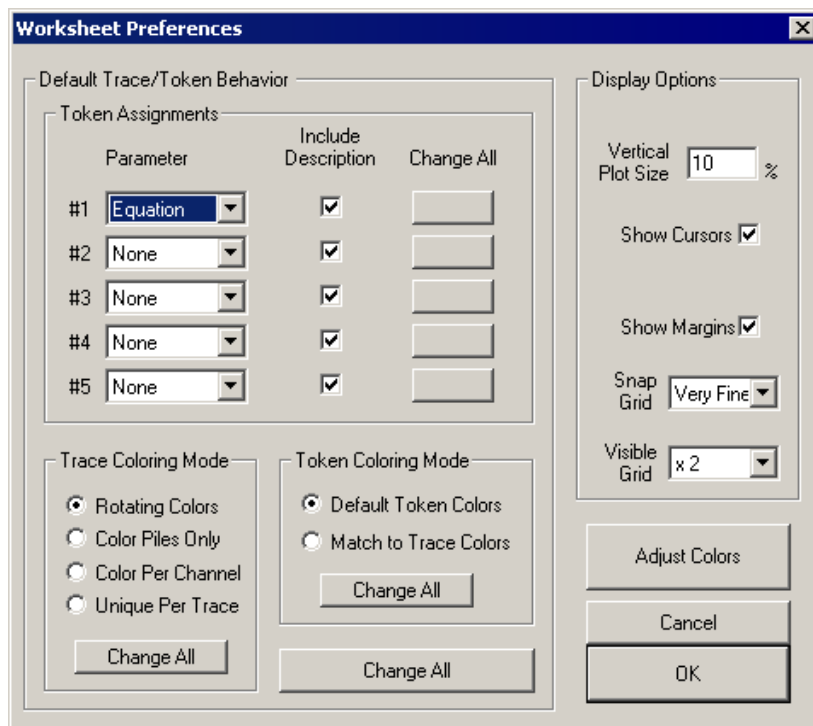 Worksheet Preferences
Default Trace/Token Behavior
Token Assignments
Parameter
Include
Description
Change All
#1 Equation
#2 None
#3 None
#4 None
#5 None
Trace Coloring Mode
Rotating Colors
Color Piles Only
Color Per Channel
Unique Per Trace
Change All
Token Coloring Mode
Default Token Colors
Match to Trace Colors
Change All
Change All
Display Options
Vertical
Plot Size
10 %
Show Cursors
Show Margins
Snap
Grid
Very Fine
Visible
Grid
x 2
Adjust Colors
Cancel
OK